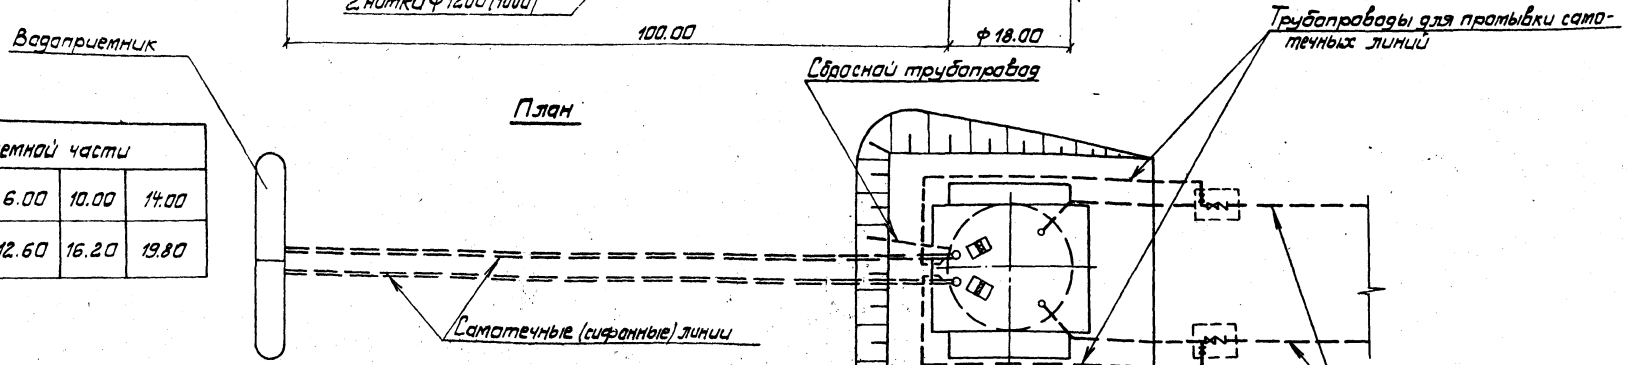 2 нитки ф 1200 (1000)
100.00
ф 18.00
Трубопроводы для промывки само-
течных линий
Водоприемник
Сбросной трубопровод
План
емной части
6.00 10.00 14.00
12.60 16.20 19.80
Самотечные (сифонные) линии